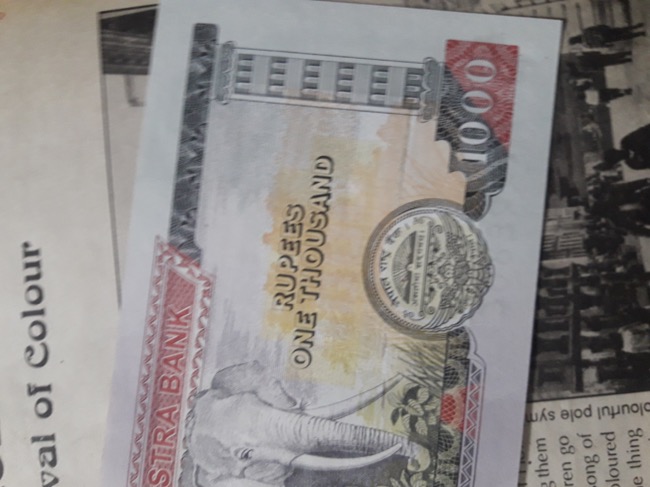 STRA BANK
RUPEES
ONE THOUSAND
1000
val of Colour
g them
ren go
ong of
oloured
e thing
olourful pole sym